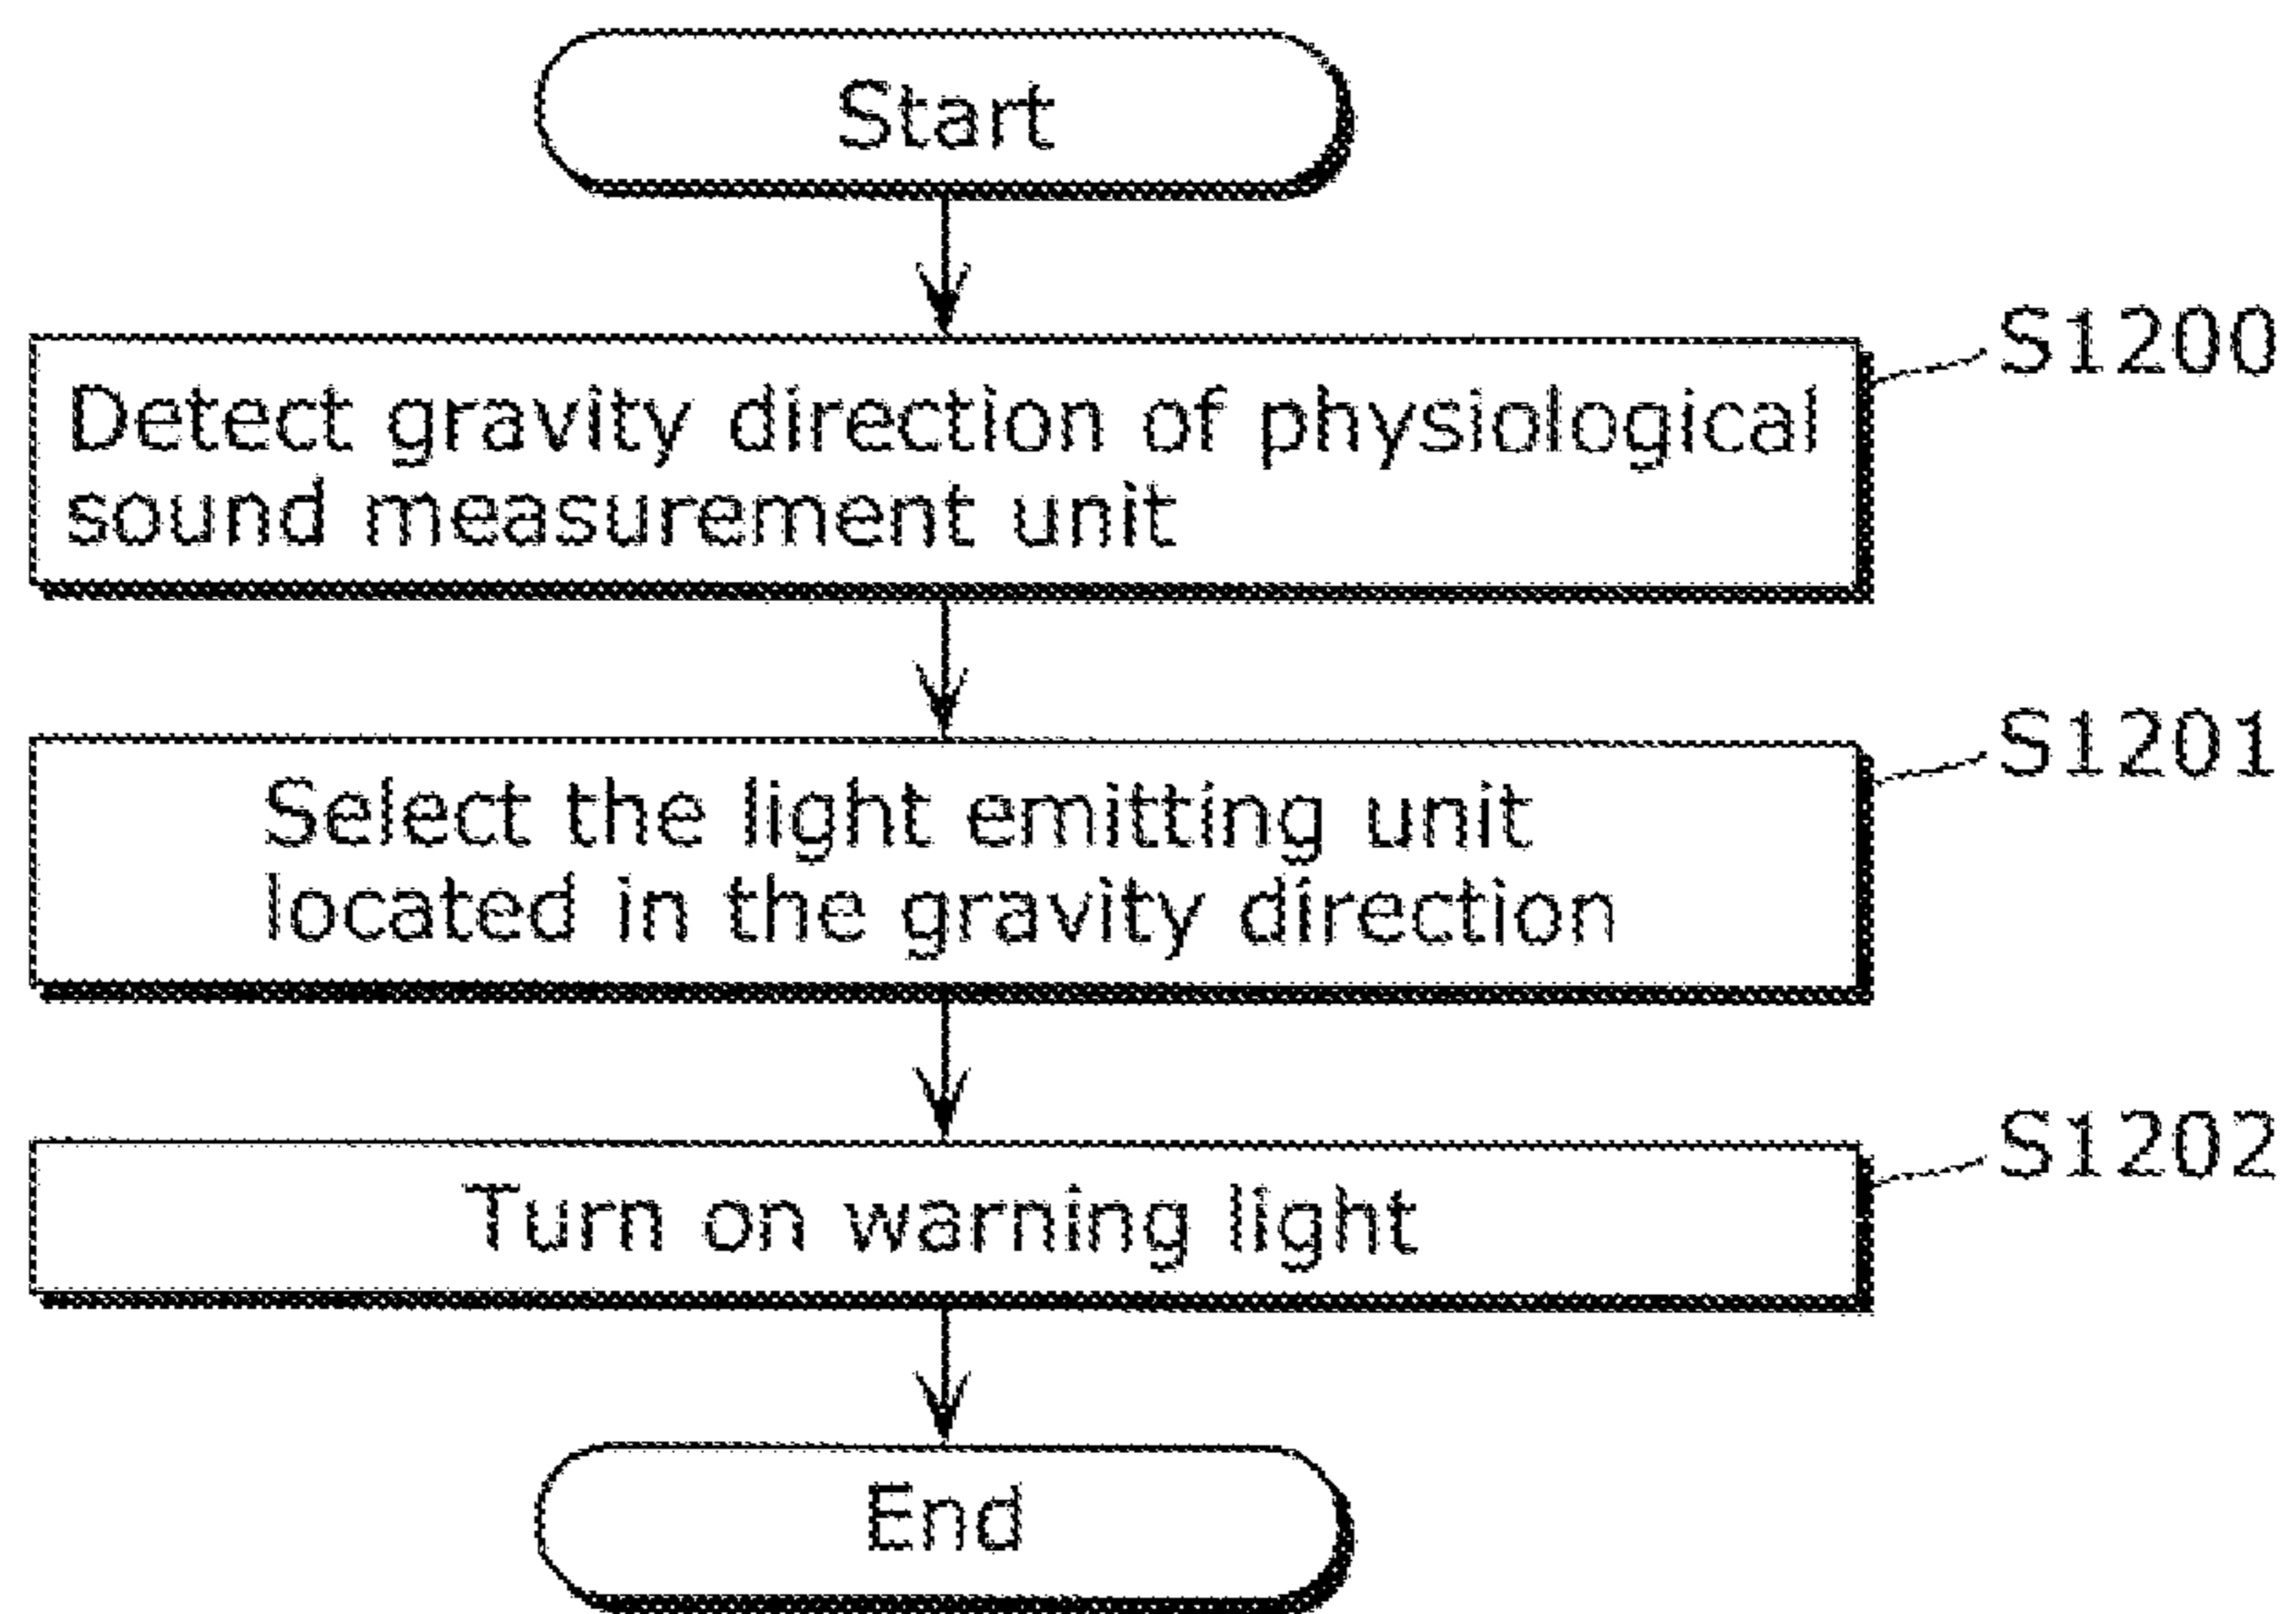 Start
S1200
Detect gravity direction of physiological
sound measurement unit
S1201
Select the light emitting unit
located in the gravity direction
S1202
Turn on warning light
End